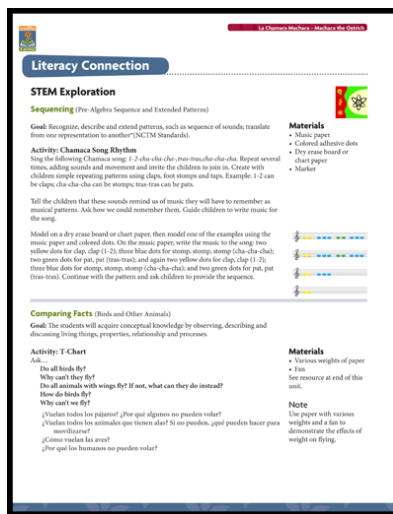 La Chamaca Machaca - Machaca the Ostrich
Literacy Connection
STEM Exploration
Sequencing (Pre-Algebra Sequence and Extended Patterns)
Goal: Recognize, describe and extend patterns, such as sequence of sounds; translate
from one representation to another"(NCTM Standards).
Activity: Chamaca Song Rhythm
Sing the following Chamaca song: 1-2-cha-cha-cha-,tras-tras,cha-cha-cha. Repeat several
times, adding sounds and movement and invite the children to join in. Create with
children simple repeating patterns using claps, foot stomps and taps. Example: 1-2 can
be claps; cha-cha-cha can be stomps; tras-tras can be pats.
Tell the children that these sounds remind us of music they will have to remember as
musical patterns. Ask how we could remember them. Guide children to write music for
the song.
Model on a dry erase board or chart paper, then model one of the examples using the
music paper and colored dots. On the music paper, write the music to the song: two
yellow dots for clap, clap (1-2); three blue dots for stomp, stomp, stomp (cha-cha-cha);
two green dots for pat, pat (tras-tras); and again two yellow dots for clap, clap (1-2);
three blue dots for stomp, stomp, stomp (cha-cha-cha); and two green dots for pat, pat
(tras-tras). Continue with the pattern and ask children to provide the sequence.
Materials
• Music paper
• Colored adhesive dots
• Dry erase board or
chart paper
• Marker
Comparing Facts (Birds and Other Animals)
Goal: The students will acquire conceptual knowledge by observing, describing and
discussing living things, properties, relationship and processes.
Activity: T-Chart
Ask…
Do all birds fly?
Why can't they fly?
Do all animals with wings fly? If not, what can they do instead?
How do birds fly?
Why can't we fly?
¿Vuelan todos los pájaros? ¿Por qué algunos no pueden volar?
¿Vuelan todos los animales que tienen alas? Si no pueden, ¿qué pueden hacer para
movilizarse?
¿Cómo vuelan las aves?
¿Por qué los humanos no pueden volar?
Materials
• Various weights of paper
• Fan
See resource at end of this
unit.
Note
Use paper with various
weights and a fan to
demonstrate the effects of
weight on flying.